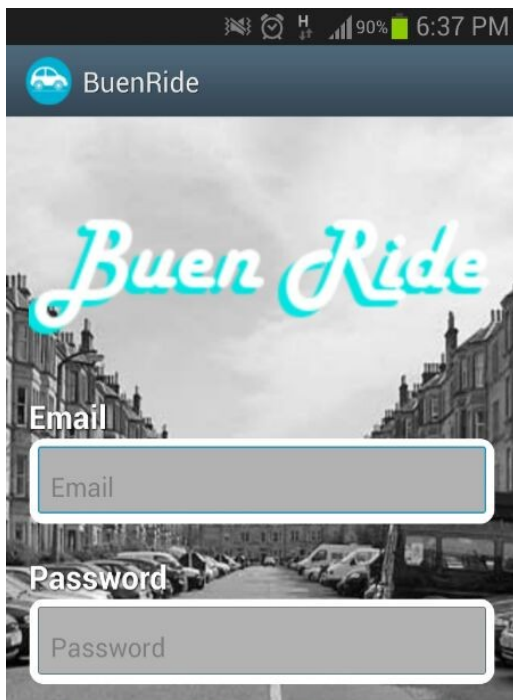 H 90% 6:37 PM
BuenRide
Buen Ride
Email
Email
Password
Password